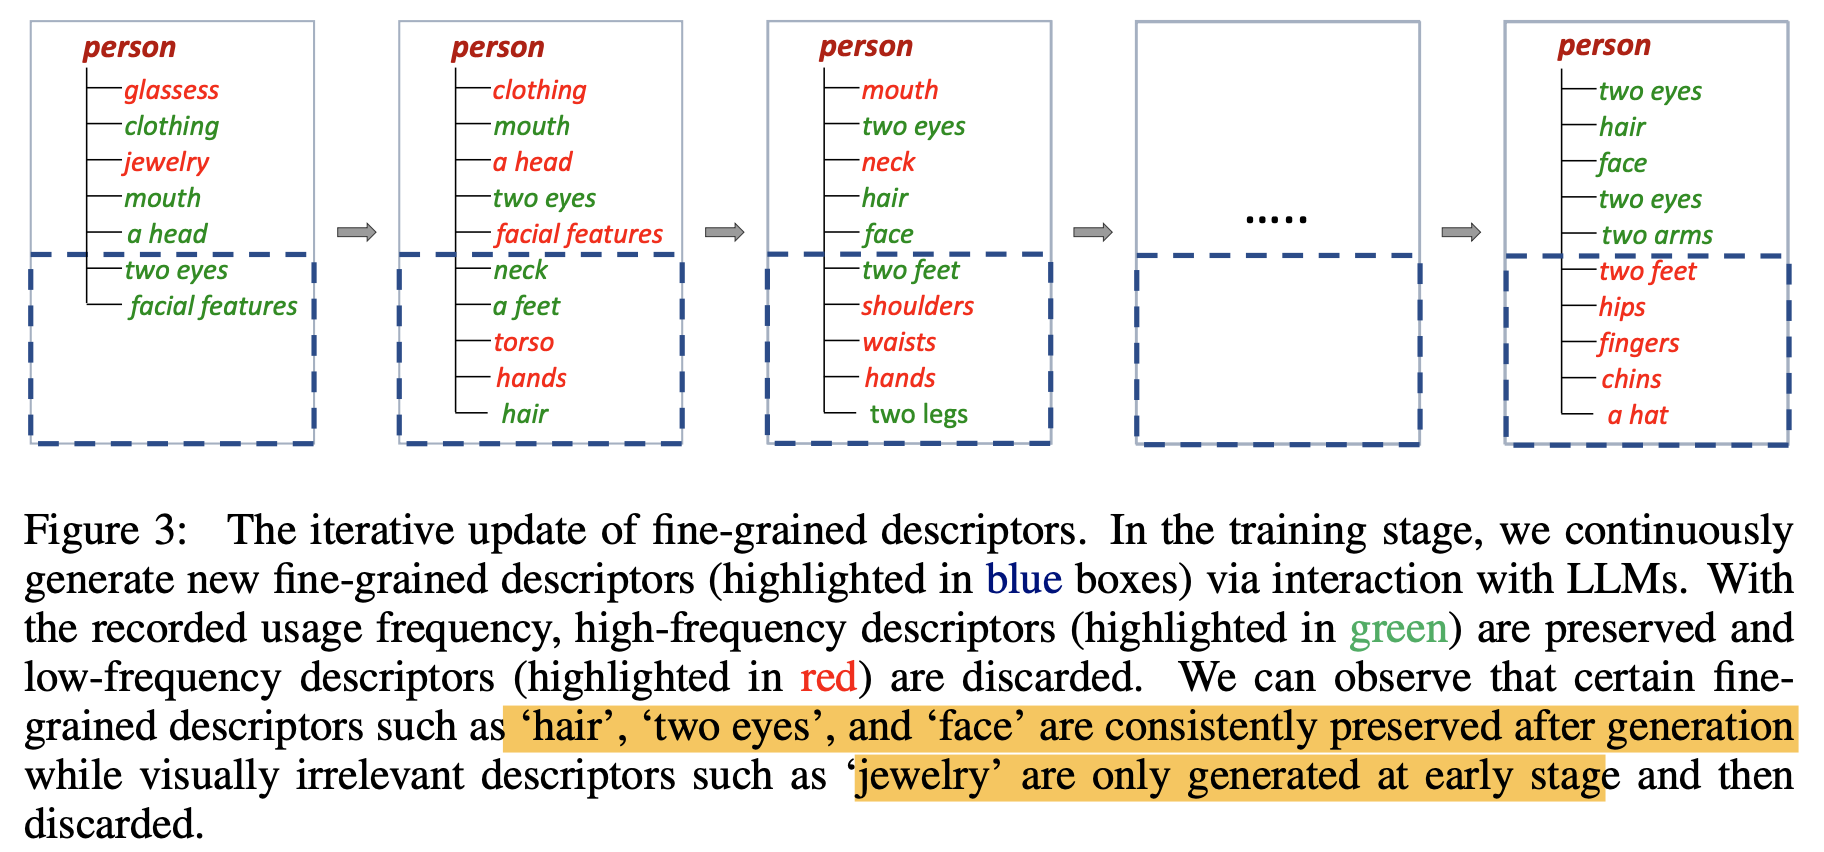 person
glassess
clothing
jewelry
mouth
a head
two eyes
facial features
person
clothing
mouth
a head
two eyes
facial features
neck
a feet
torso
hands
hair
person
mouth
two eyes
neck
hair
face
two feet
shoulders
waists
hands
two legs
.....
person
two eyes
hair
face
two eyes
two arms
two feet
hips
fingers
chins
a hat
Figure 3: The iterative update of fine-grained descriptors. In the training stage, we continuously
generate new fine-grained descriptors (highlighted in blue boxes) via interaction with LLMs. With
the recorded usage frequency, high-frequency descriptors (highlighted in green) are preserved and
low-frequency descriptors (highlighted in red) are discarded. We can observe that certain fine-
grained descriptors such as ‘hair’, ‘two eyes’, and ‘face’ are consistently preserved after generation
while visually irrelevant descriptors such as ‘jewelry’ are only generated at early stage and then
discarded.